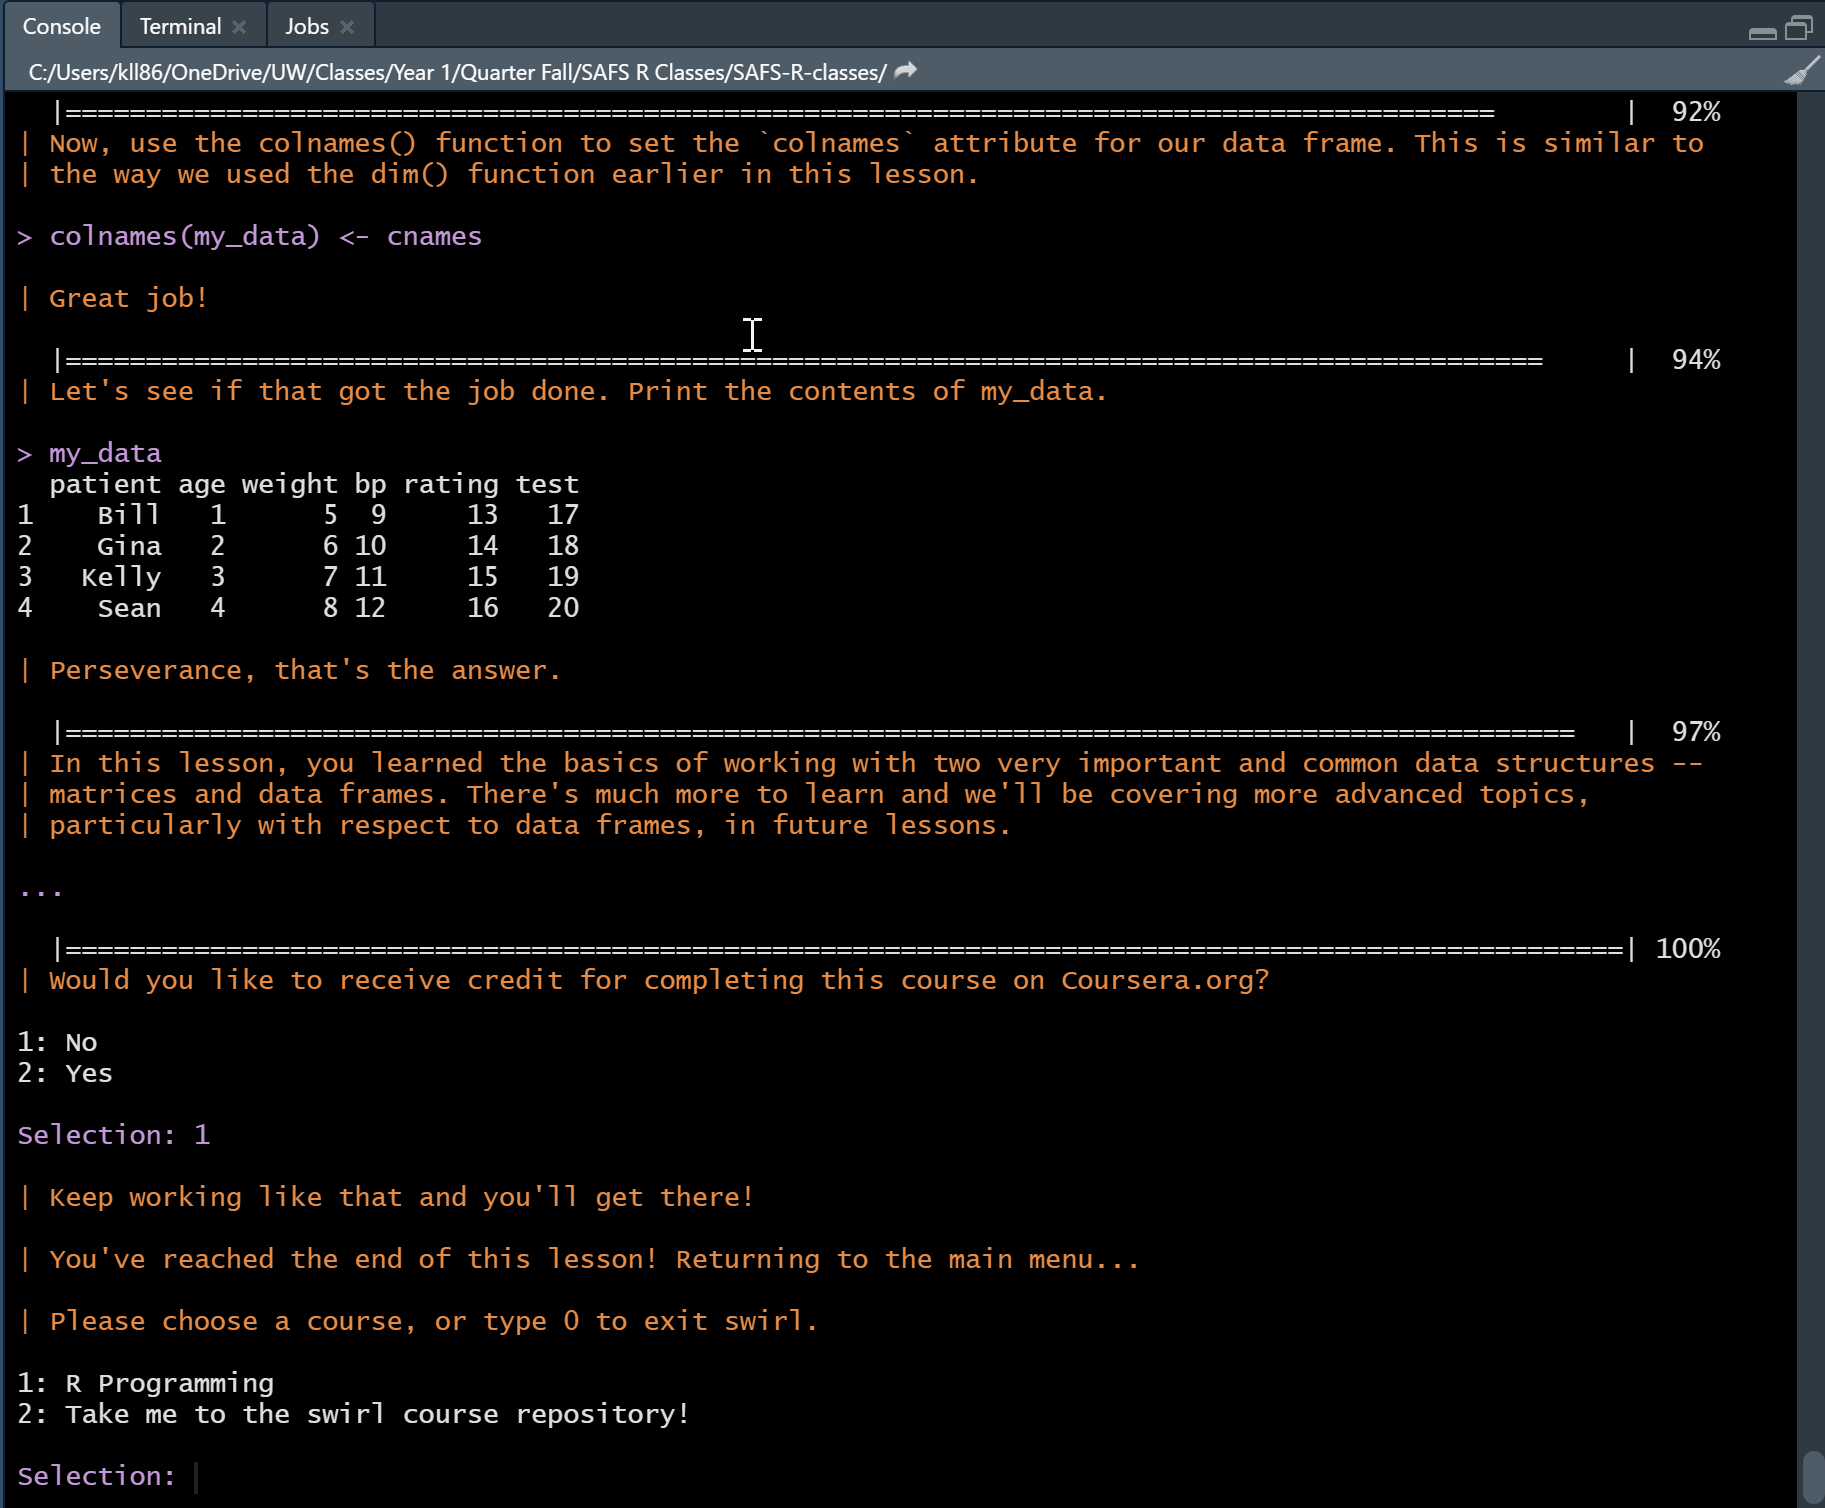 Console Terminal Jobs
C:/Users/kll86/OneDrive/UW/Classes/Year 1/Quarter Fall/SAFS R Classes/SAFS-R-classes/
|=========================================================================================        |  92%
| Now, use the colnames() function to set the `colnames` attribute for our data frame. This is similar to
| the way we used the dim() function earlier in this lesson.
> colnames(my_data) <- cnames
| Great job!
|============================================================================================     |  94%
| Let's see if that got the job done. Print the contents of my_data.
> my_data
  patient age weight bp rating test
1    Bill   1      5  9     13   17
2    Gina   2      6 10     14   18
3   Kelly   3      7 11     15   19
4    Sean   4      8 12     16   20
| Perseverance, that's the answer.
|==============================================================================================   |  97%
| In this lesson, you learned the basics of working with two very important and common data structures --
| matrices and data frames. There's much more to learn and we'll be covering more advanced topics,
| particularly with respect to data frames, in future lessons.
...
|=================================================================================================| 100%
| Would you like to receive credit for completing this course on Coursera.org?
1: No
2: Yes
Selection: 1
| Keep working like that and you'll get there!
| You've reached the end of this lesson! Returning to the main menu...
| Please choose a course, or type 0 to exit swirl.
1: R Programming
2: Take me to the swirl course repository!
Selection: